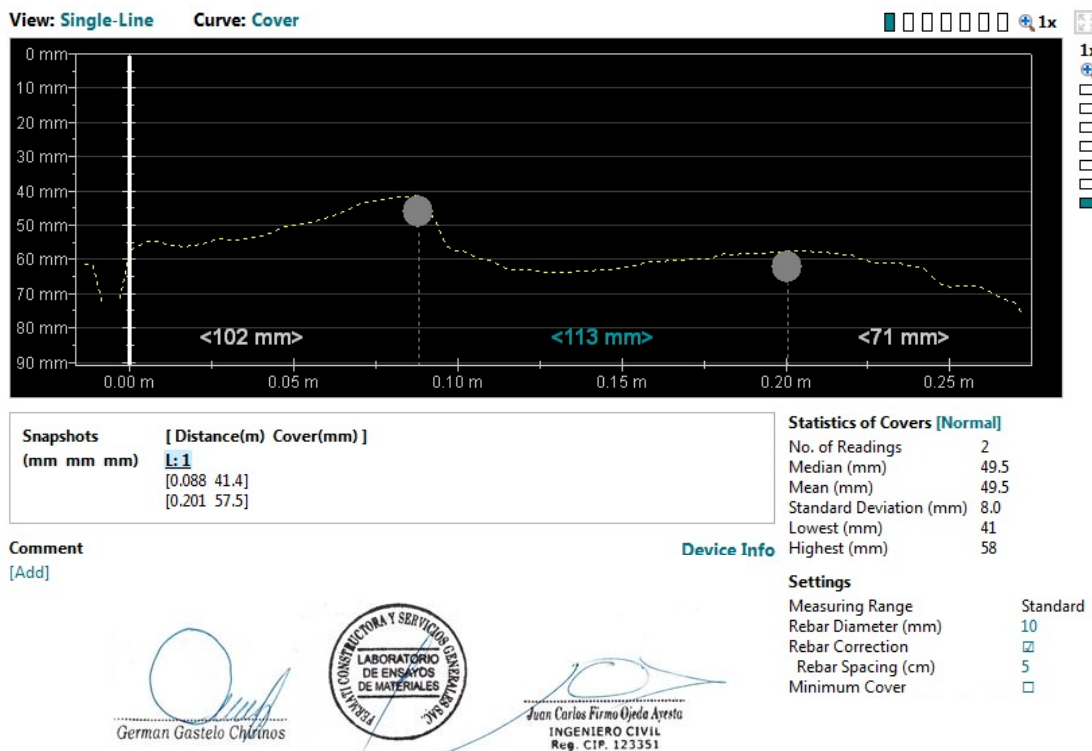 View: Single-Line Curve: Cover 1x
1x
0 mm
10 mm
20 mm
30 mm
40 mm
50 mm
60 mm
70 mm
80 mm
90 mm
<102 mm> <113 mm> <71 mm>
0.00 m 0.05 m 0.10 m 0.15 m 0.20 m 0.25 m
Snapshots [ Distance(m) Cover(mm) ]
(mm mm mm) L: 1
[0.088 41.4]
[0.201 57.5]
Statistics of Covers [Normal]
No. of Readings 2
Median (mm) 49.5
Mean (mm) 49.5
Standard Deviation (mm) 8.0
Lowest (mm) 41
Highest (mm) 58
Comment Device Info
[Add]
Settings
Measuring Range Standard
Rebar Diameter (mm) 10
Rebar Correction ☑
Rebar Spacing (cm) 5
Minimum Cover ☐
German Gastelo Chirinos
FERMATI CONSTRUCTORA Y SERVICIOS GENERALES SAC.
LABORATORIO
DE ENSAYOS
DE MATERIALES
Juan Carlos Firmo Ojeda Ayesta
INGENIERO CIVIL
Reg. CIP. 123351